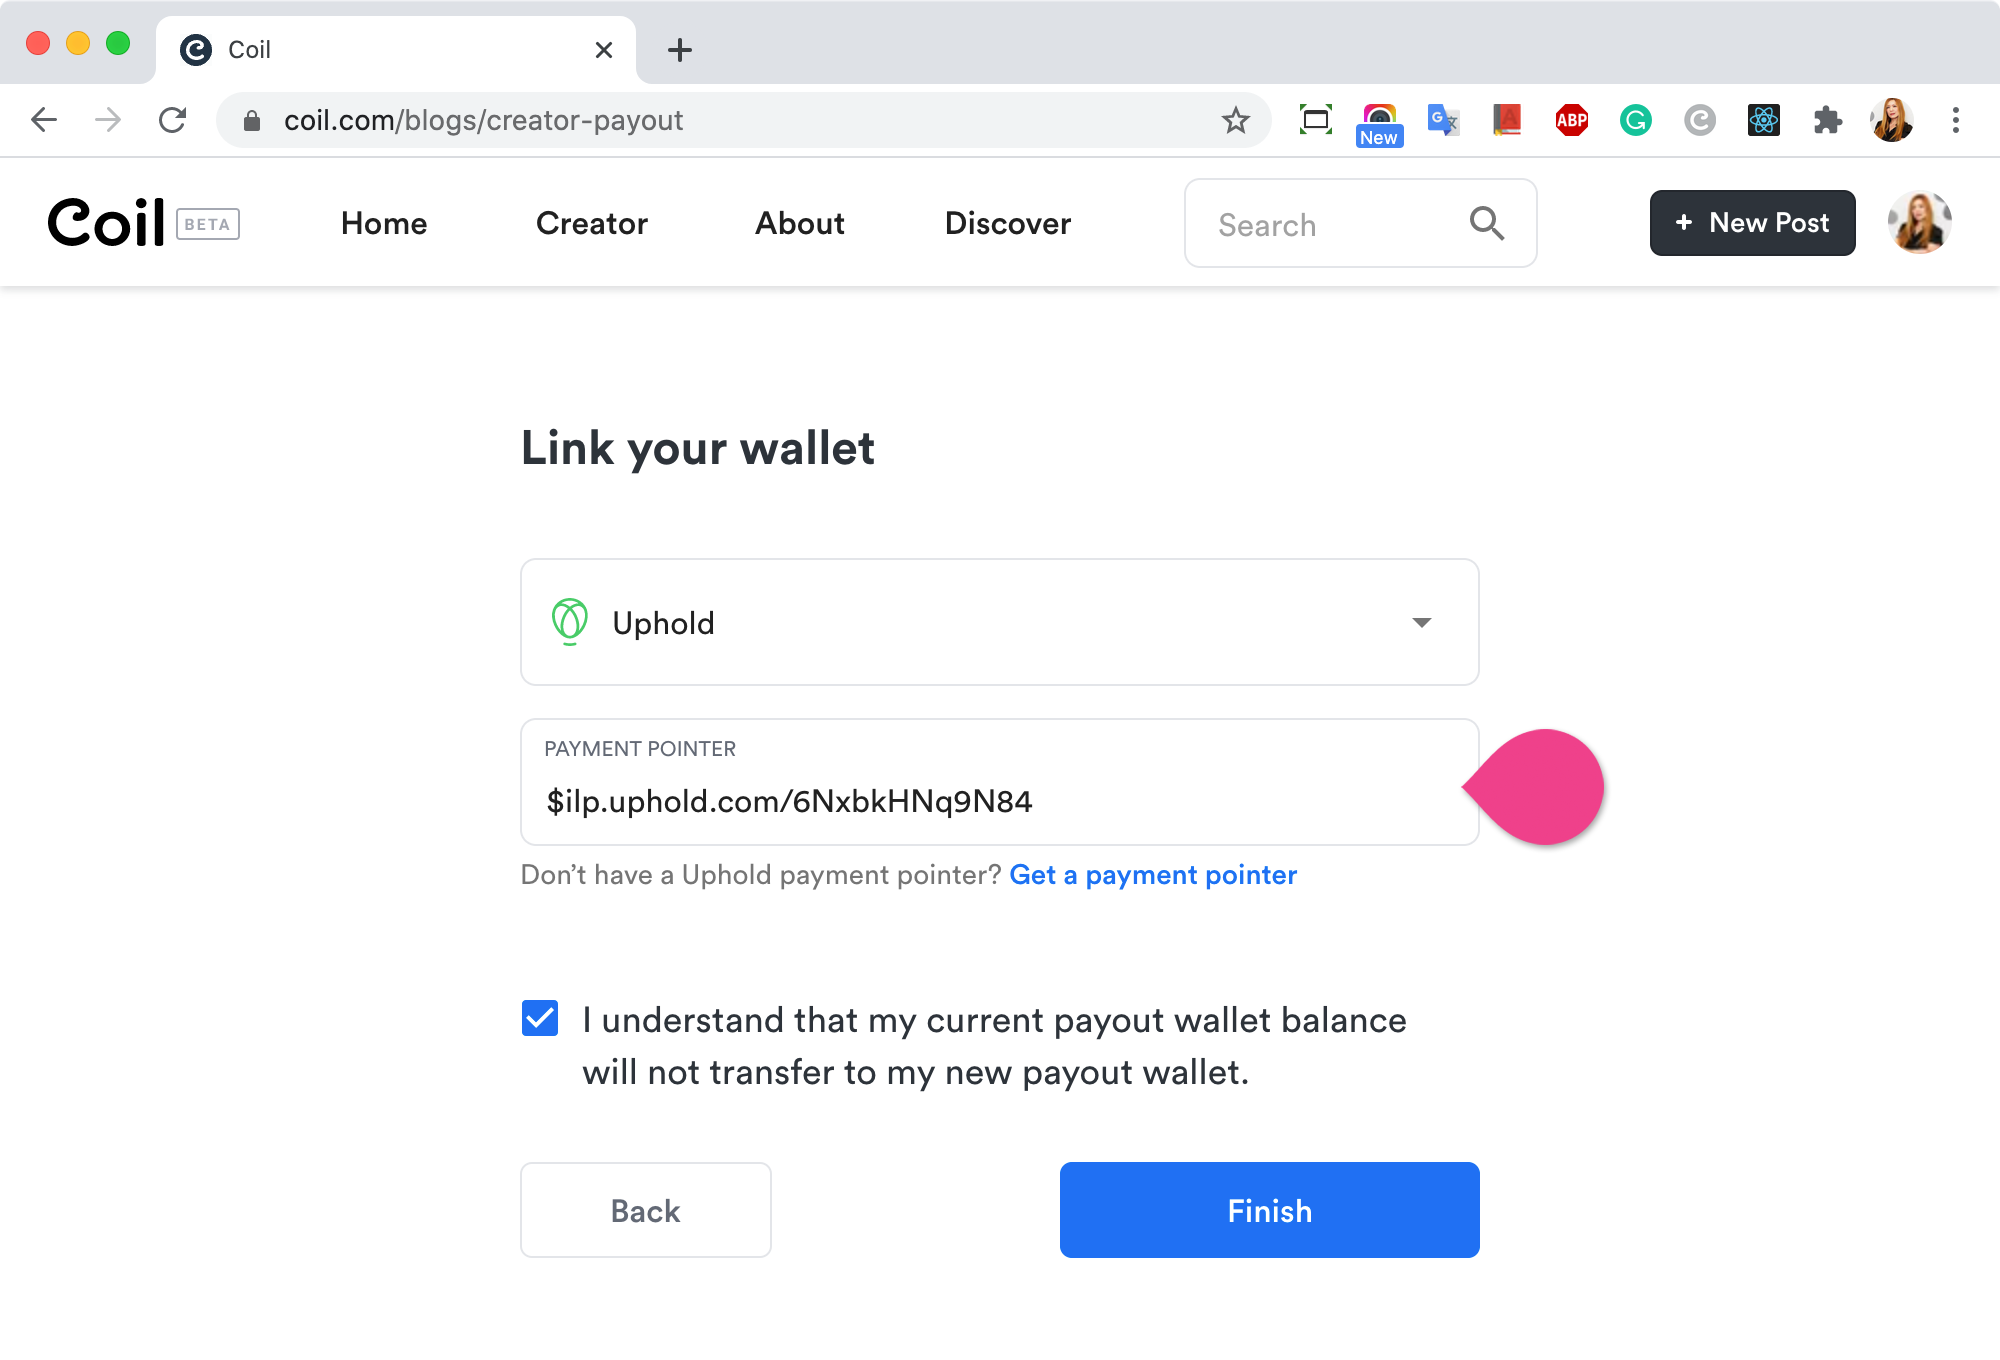 Coil
coil.com/blogs/creator-payout
New
ABP
Coil BETA
Home
Creator
About
Discover
Search
+ New Post
Link your wallet
Uphold
PAYMENT POINTER
$ilp.uphold.com/6NxbkHNq9N84
Don’t have a Uphold payment pointer? Get a payment pointer
I understand that my current payout wallet balance
will not transfer to my new payout wallet.
Back
Finish